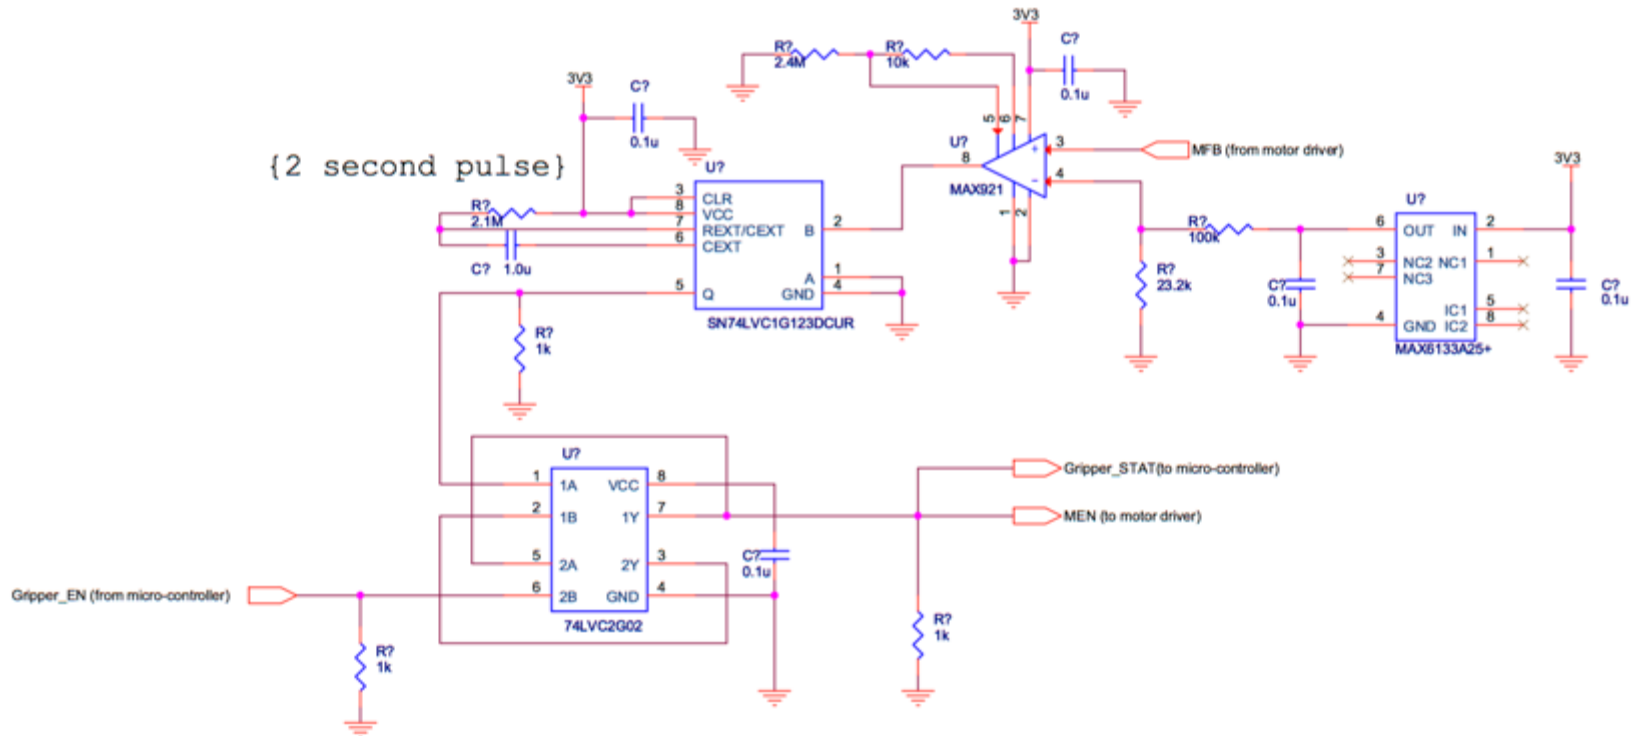 3V3
R?
2.4M
R?
10k
C?
0.1u
3V3
C?
0.1u
5
6
7
U?
3
MFB (from motor driver)
{2 second pulse}
8
+
4
-
MAX921
3V3
U?
1
2
R?
2.1M
3
CLR
8
VCC
7
REXT/CEXT
B
2
6
CEXT
C?
1.0u
A
1
5
Q
GND
4
SN74LVC1G123DCUR
R?
100k
U?
6
OUT
IN
2
3
NC2
NC1
1
7
NC3
IC1
5
4
GND
IC2
8
MAX6133A25+
R?
23.2k
C?
0.1u
C?
0.1u
R?
1k
U?
1
1A
VCC
8
2
1B
1Y
7
5
2A
2Y
3
6
2B
GND
4
74LVC2G02
C?
0.1u
Gripper_STAT(to micro-controller)
MEN (to motor driver)
Gripper_EN (from micro-controller)
R?
1k
R?
1k